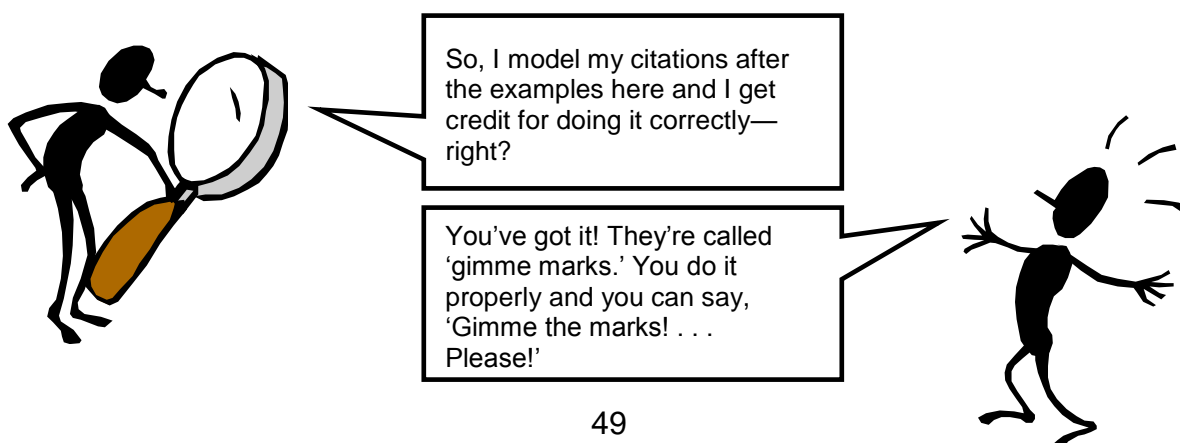 So, I model my citations after
the examples here and I get
credit for doing it correctly—
right?
You’ve got it! They’re called
‘gimme marks.’ You do it
properly and you can say,
‘Gimme the marks! . . .
Please!’
49